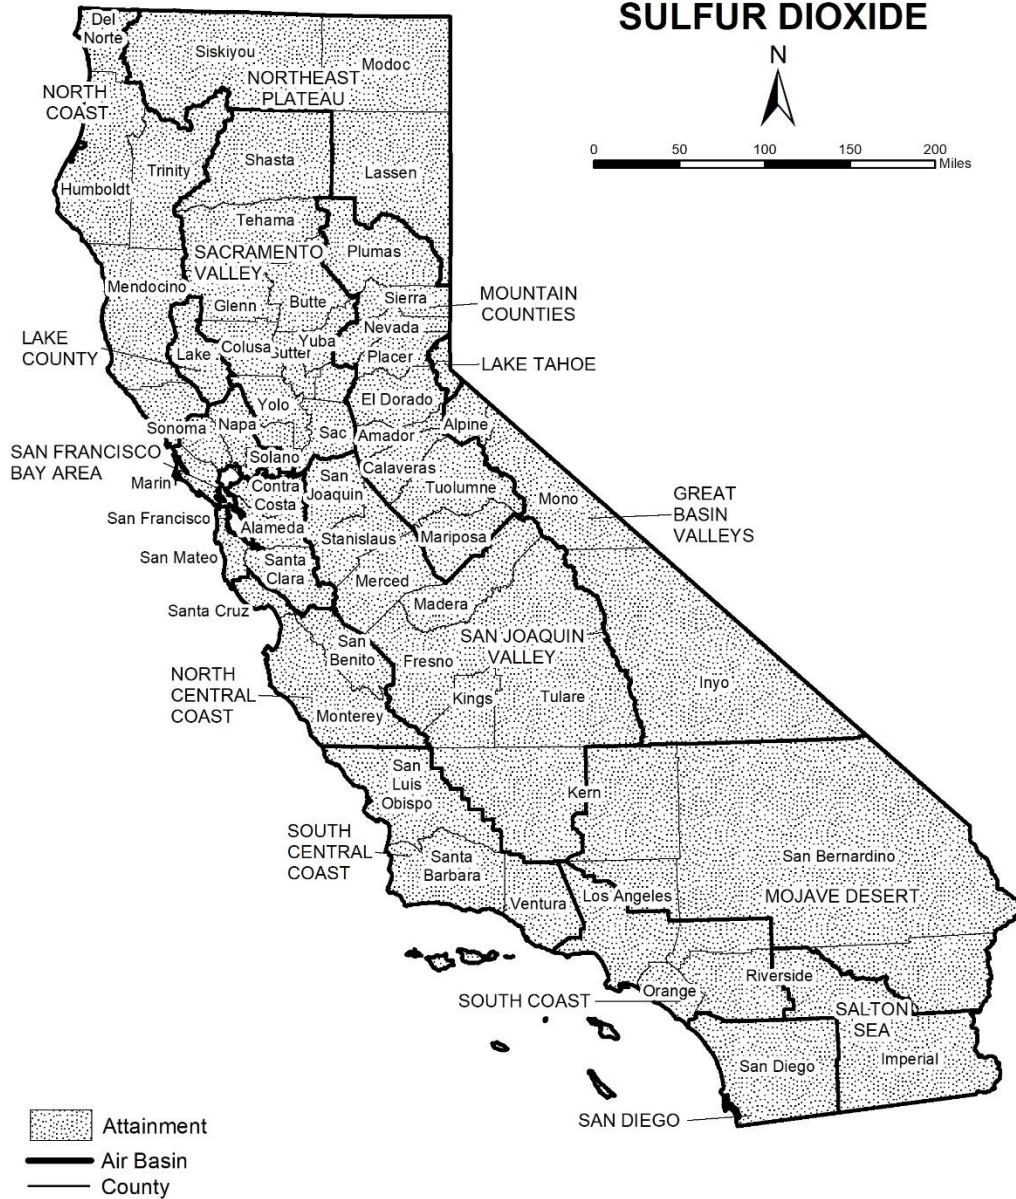 SULFUR DIOXIDE
N
0 50 100 150 200
Miles
Del
Norte
Siskiyou
Modoc
NORTHEAST
PLATEAU
NORTH
COAST
Shasta
Trinity
Lassen
Humboldt
Tehama
Plumas
SACRAMENTO
VALLEY
Mendocino
Glenn
Butte
Sierra
MOUNTAIN
COUNTIES
Nevada
LAKE
COUNTY
Lake
Colusa
Yuba
utter
Placer
LAKE TAHOE
El Dorado
Yolo
Sonoma
Napa
Sac
Amador
Alpine
SAN FRANCISCO
BAY AREA
Solano
Marin
Contra
Costa
San
Joaquin
Calaveras
Tuolumne
Mono
GREAT
BASIN
VALLEYS
San Francisco
Alameda
Stanislaus
Mariposa
San Mateo
Santa
Clara
Merced
Santa Cruz
Madera
SAN JOAQUIN
VALLEY
San
Benito
Fresno
NORTH
CENTRAL
COAST
Kings
Tulare
Inyo
Monterey
San
Luis
Obispo
Kern
SOUTH
CENTRAL
COAST
Santa
Barbara
San Bernardino
Ventura
Los Angeles
MOJAVE DESERT
Riverside
Orange
SOUTH COAST
SALTON
SEA
San Diego
Imperial
SAN DIEGO
Attainment
Air Basin
County